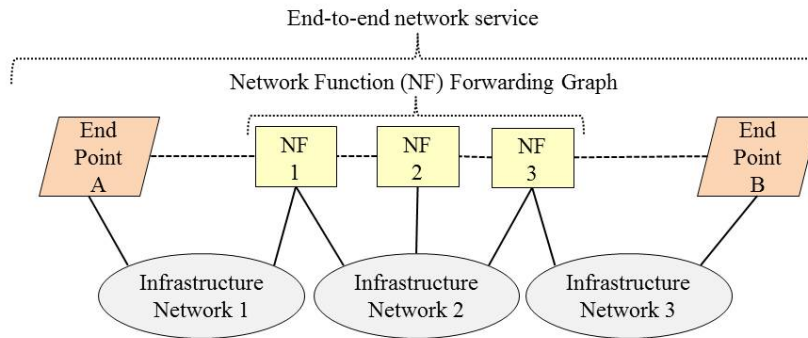 End-to-end network service
Network Function (NF) Forwarding Graph
End
Point
A
NF
1
NF
2
NF
3
End
Point
B
Infrastructure
Network 1
Infrastructure
Network 2
Infrastructure
Network 3